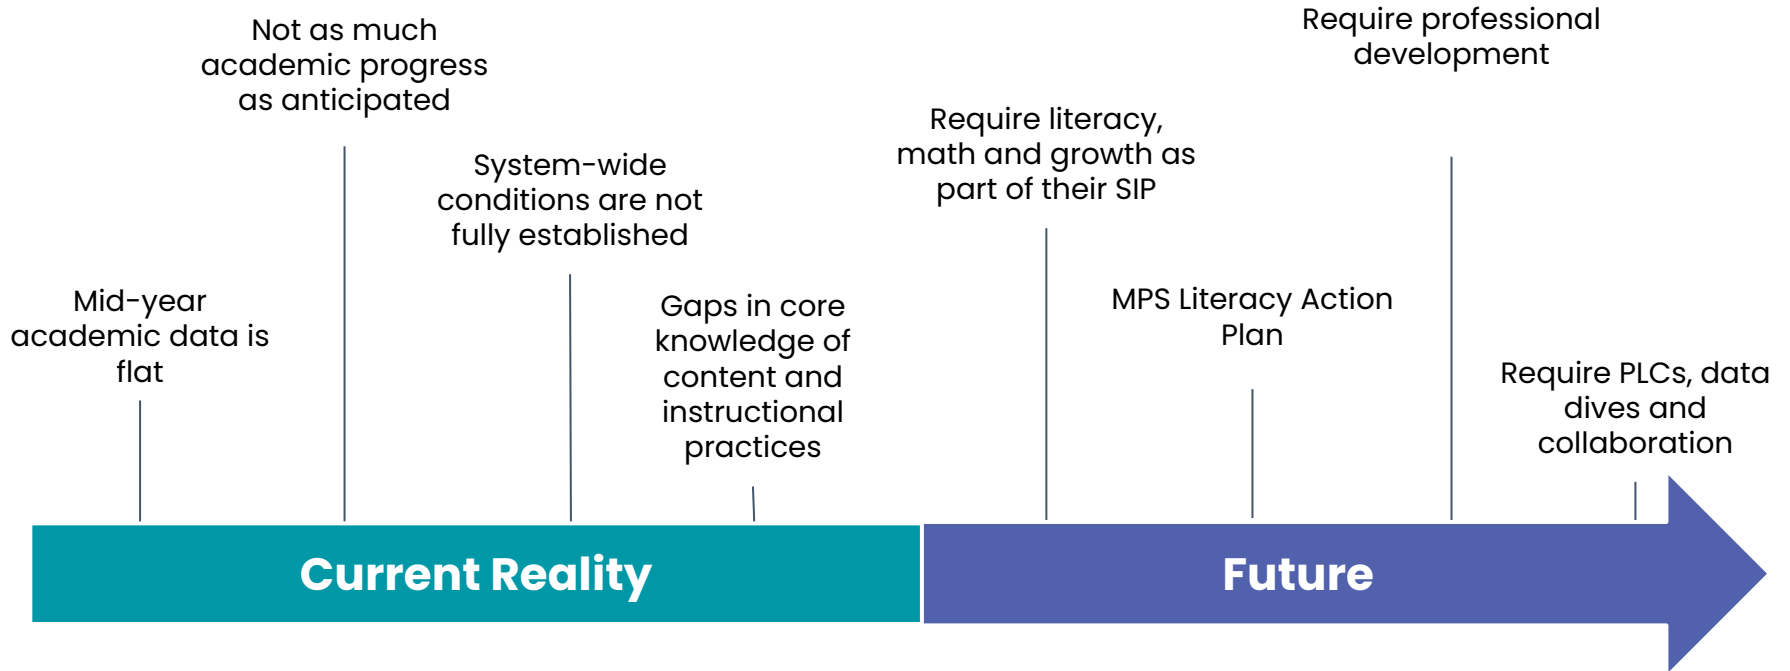 Not as much
academic progress
as anticipated
Mid-year
academic data is
flat
System-wide
conditions are not
fully established
Gaps in core
knowledge of
content and
instructional
practices
Require literacy,
math and growth as
part of their SIP
MPS Literacy Action
Plan
Require professional
development
Require PLCs, data
dives and
collaboration
Current Reality
Future